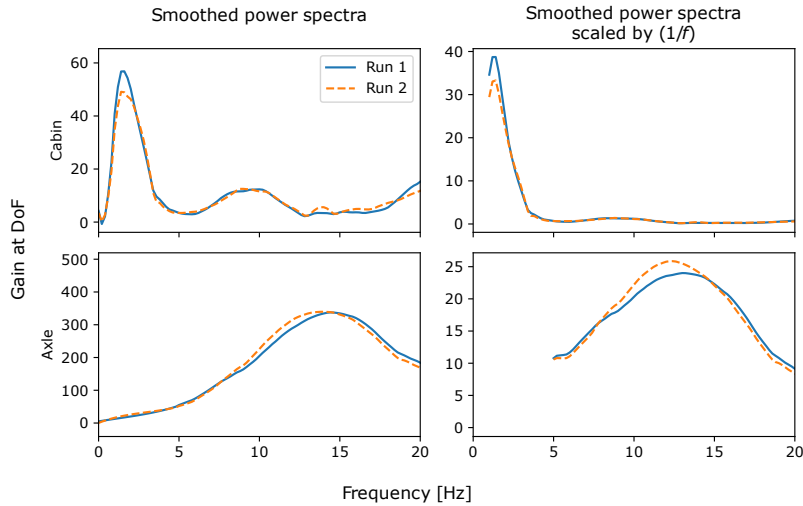 Smoothed power spectra
Smoothed power spectra
scaled by (1/f)
Gain at DoF
Cabin
60
40
20
0
Run 1
Run 2
40
30
20
10
0
Axle
500
400
300
200
100
0
0 5 10 15 20
25
20
15
10
5
0
0 5 10 15 20
Frequency [Hz]